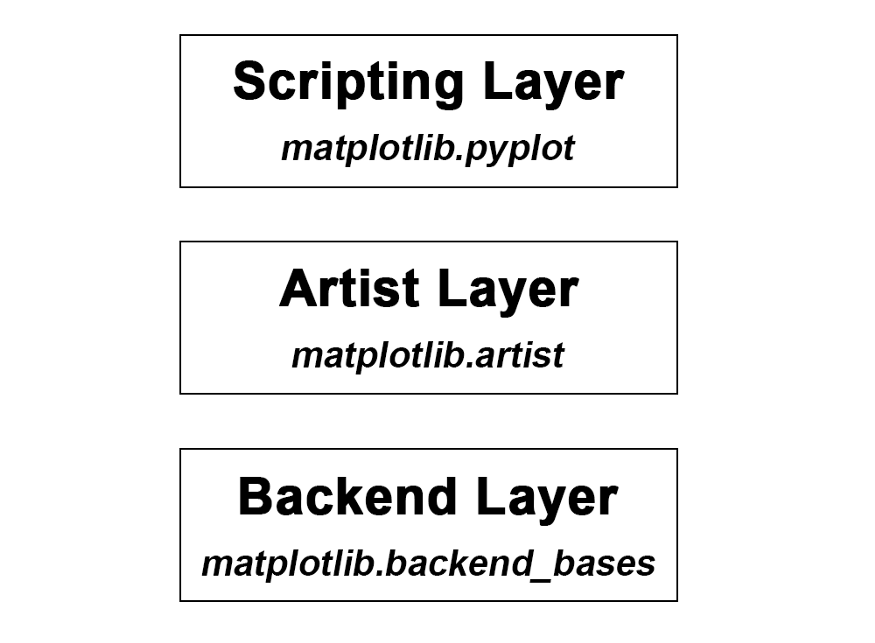 Scripting Layer
matplotlib.pyplot
Artist Layer
matplotlib.artist
Backend Layer
matplotlib.backend_bases